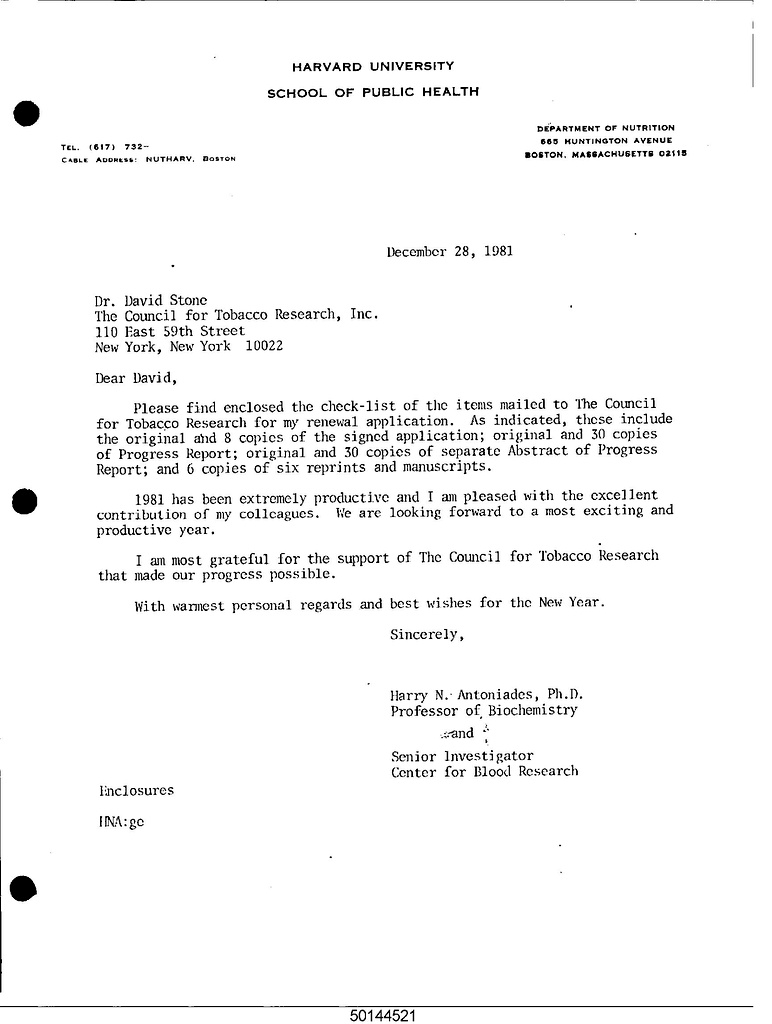 HARVARD UNIVERSITY
SCHOOL OF PUBLIC HEALTH
DEPARTMENT OF NUTRITION
665 HUNTINGTON AVENUE
BOSTON, MASSACHUSETTS 02115
TEL. (617) 732–
CABLE ADDRESS: NUTHARV, BOSTON
December 28, 1981
Dr. David Stone
The Council for Tobacco Research, Inc.
110 East 59th Street
New York, New York 10022
Dear David,
Please find enclosed the check-list of the items mailed to The Council
for Tobacco Research for my renewal application. As indicated, these include
the original and 8 copies of the signed application; original and 30 copies
of Progress Report; original and 30 copies of separate Abstract of Progress
Report; and 6 copies of six reprints and manuscripts.
1981 has been extremely productive and I am pleased with the excellent
contribution of my colleagues. We are looking forward to a most exciting and
productive year.
I am most grateful for the support of The Council for Tobacco Research
that made our progress possible.
With warmest personal regards and best wishes for the New Year.
Sincerely,
Harry N. Antoniades, Ph.D.
Professor of Biochemistry
and
Senior Investigator
Center for Blood Research
Enclosures
HNA:gc
50144521